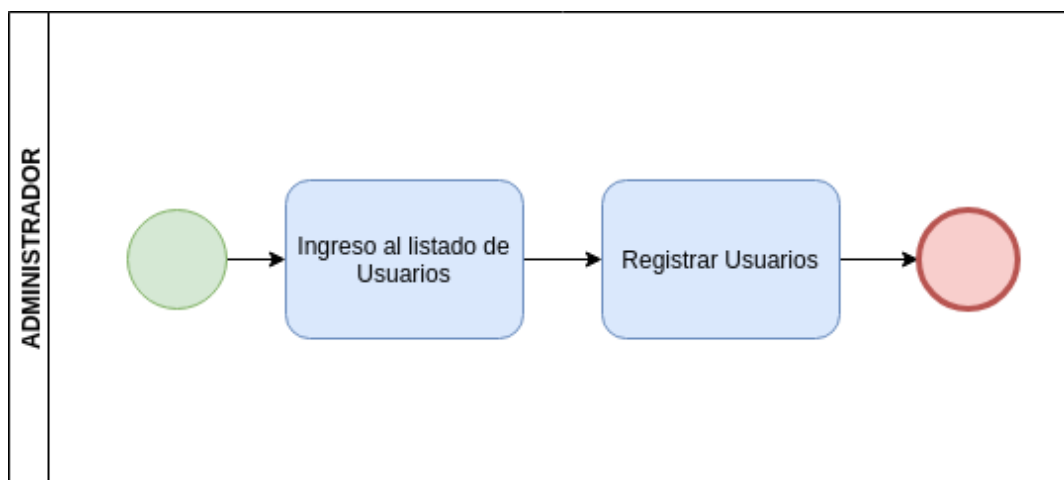 ADMINISTRADOR
Ingreso al listado de
Usuarios
Registrar Usuarios